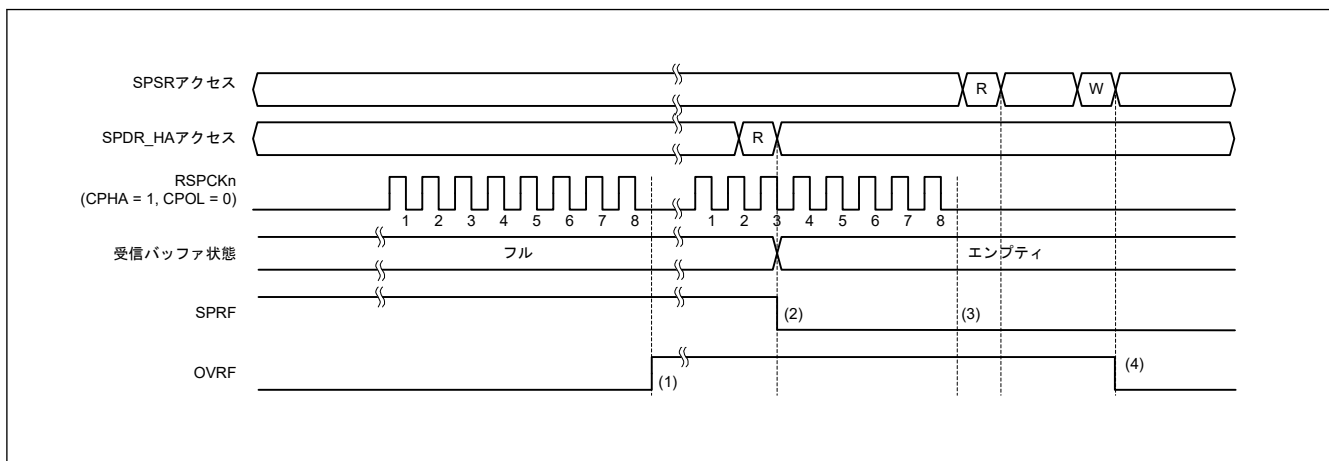 SPSRアクセス
R
W
SPDR_HAアクセス
R
RSPCKn
(CPHA = 1, CPOL = 0)
1 2 3 4 5 6 7 8 1 2 3 4 5 6 7 8
受信バッファ状態
フル
エンプティ
SPRF
(2)
(3)
OVRF
(1)
(4)